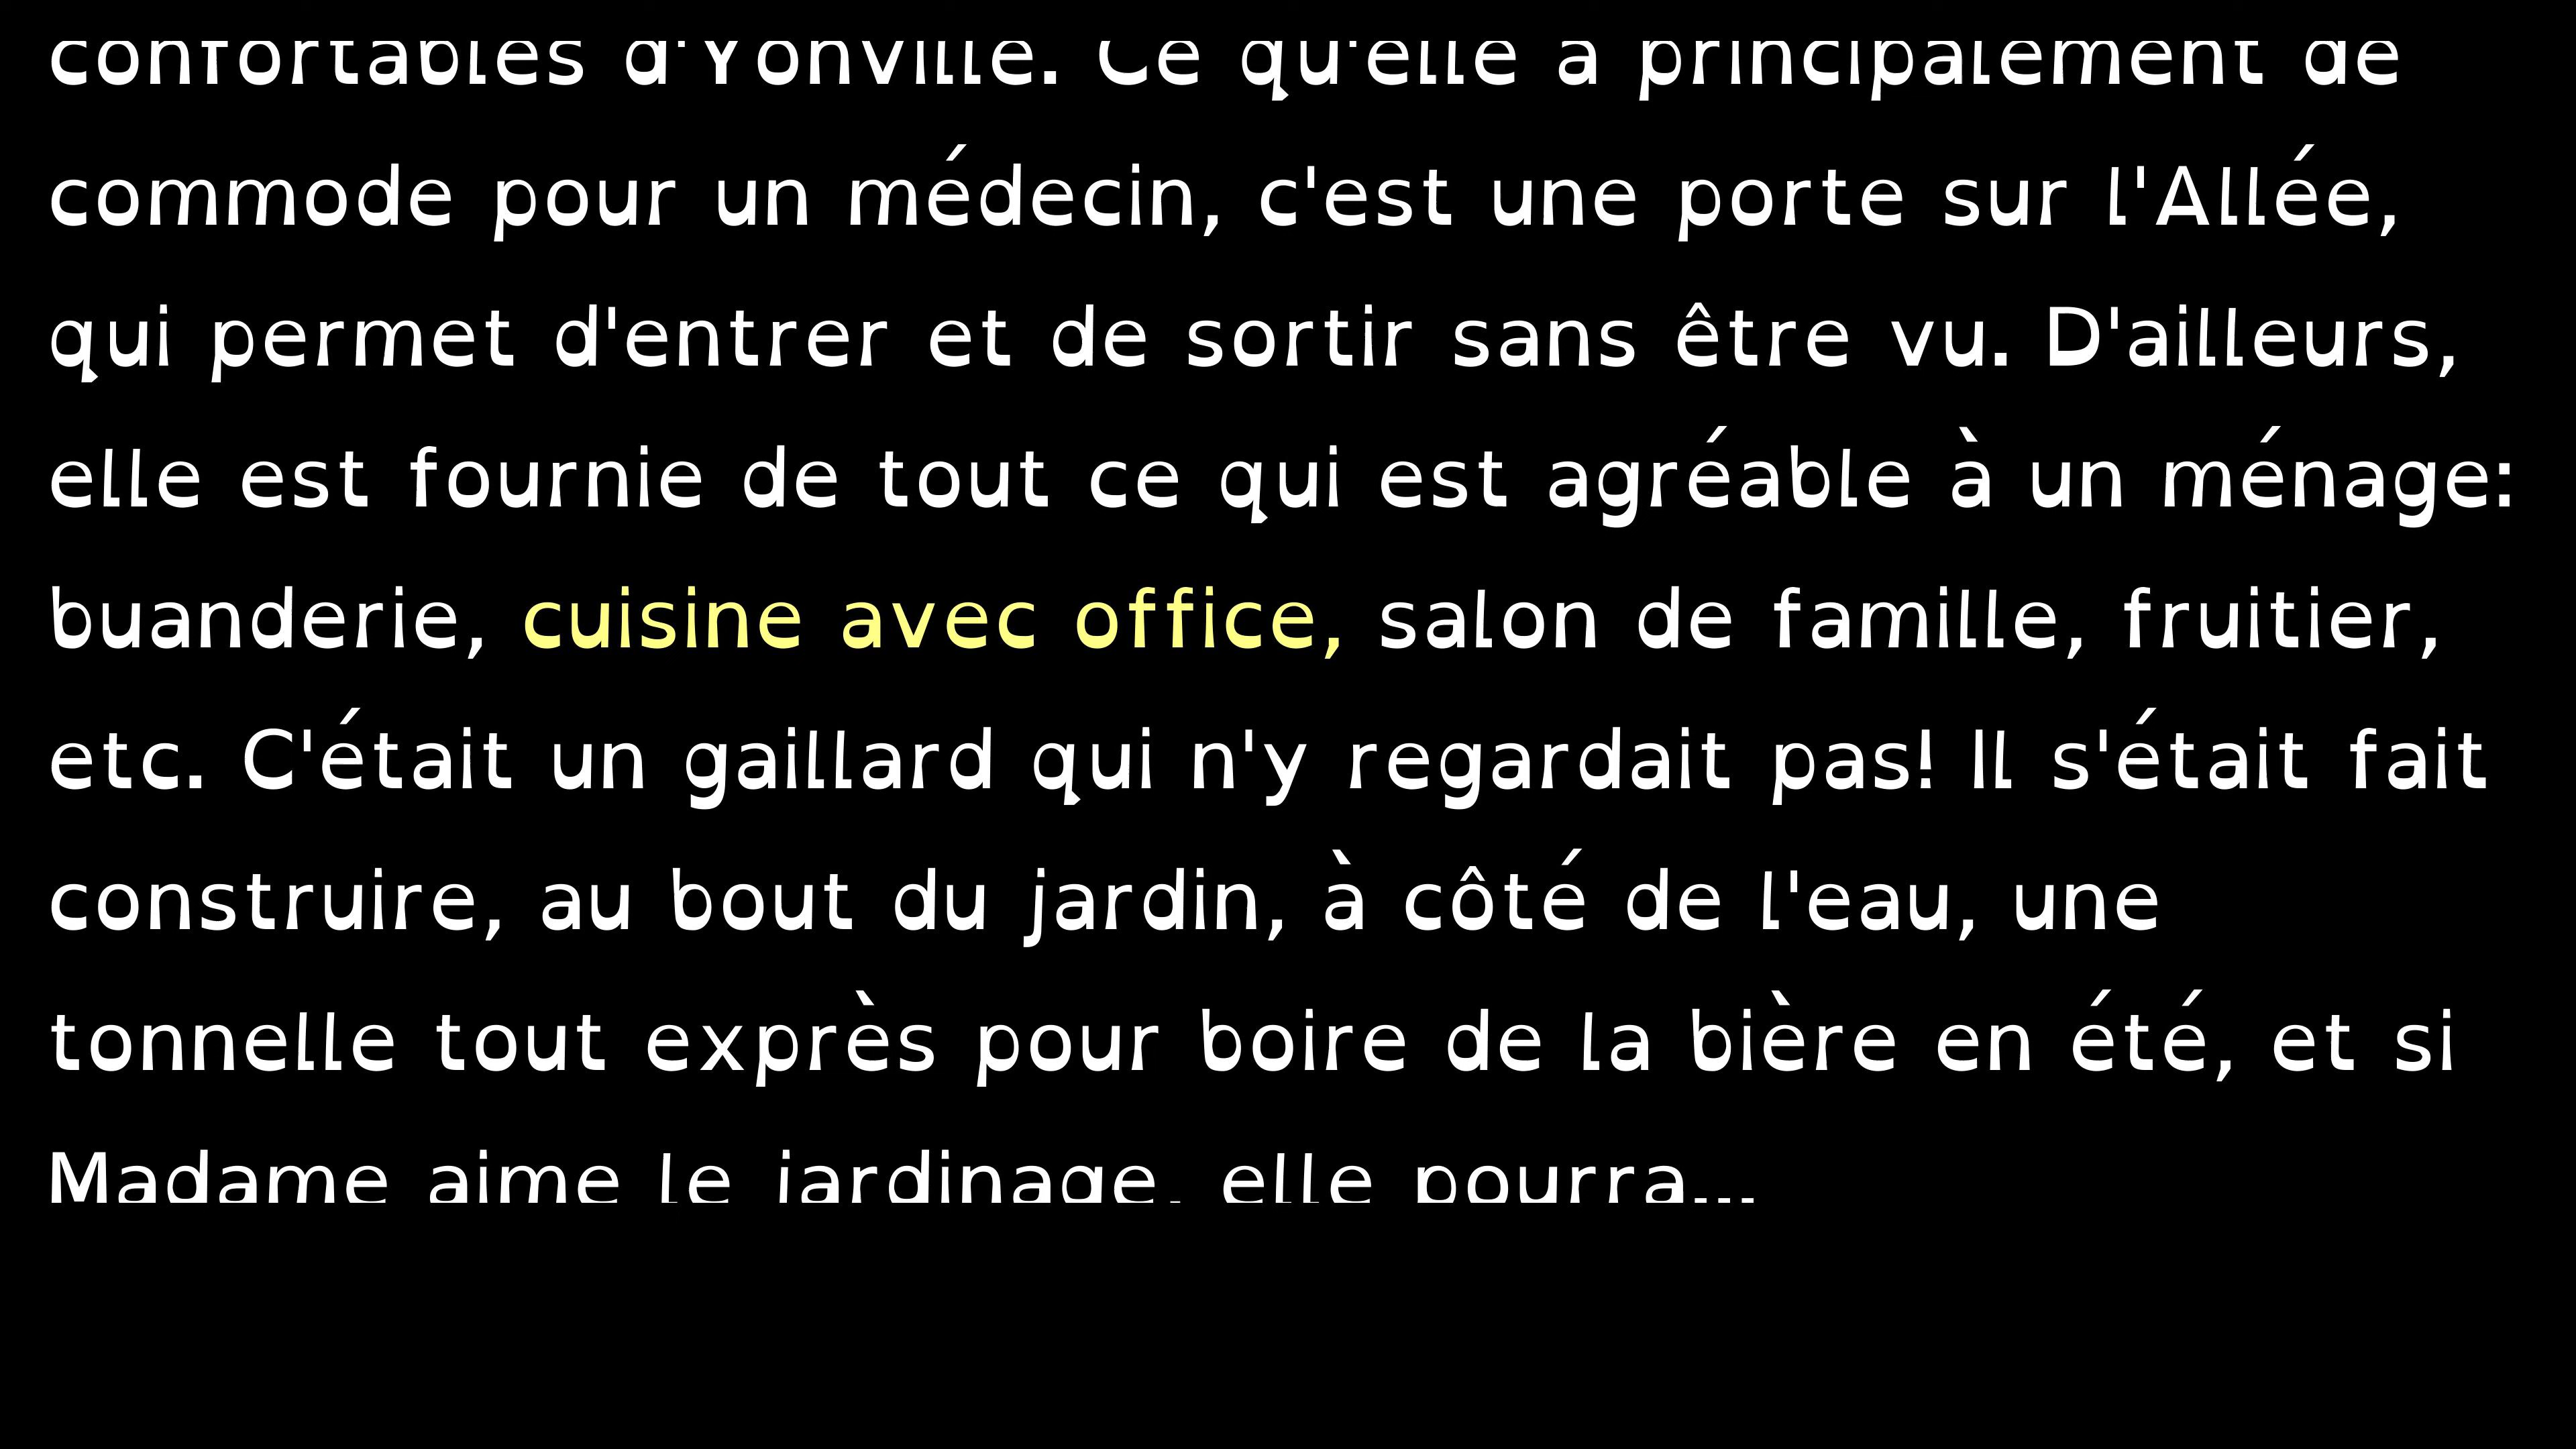 confortables d'Yonville. Ce qu'elle a principalement de
commode pour un médecin, c'est une porte sur l'Allée,
qui permet d'entrer et de sortir sans être vu. D'ailleurs,
elle est fournie de tout ce qui est agréable à un ménage:
buanderie, cuisine avec office, salon de famille, fruitier,
etc. C'était un gaillard qui n'y regardait pas! Il s'était fait
construire, au bout du jardin, à côté de l'eau, une
tonnelle tout exprès pour boire de la bière en été, et si
Madame aime le jardinage, elle pourra...